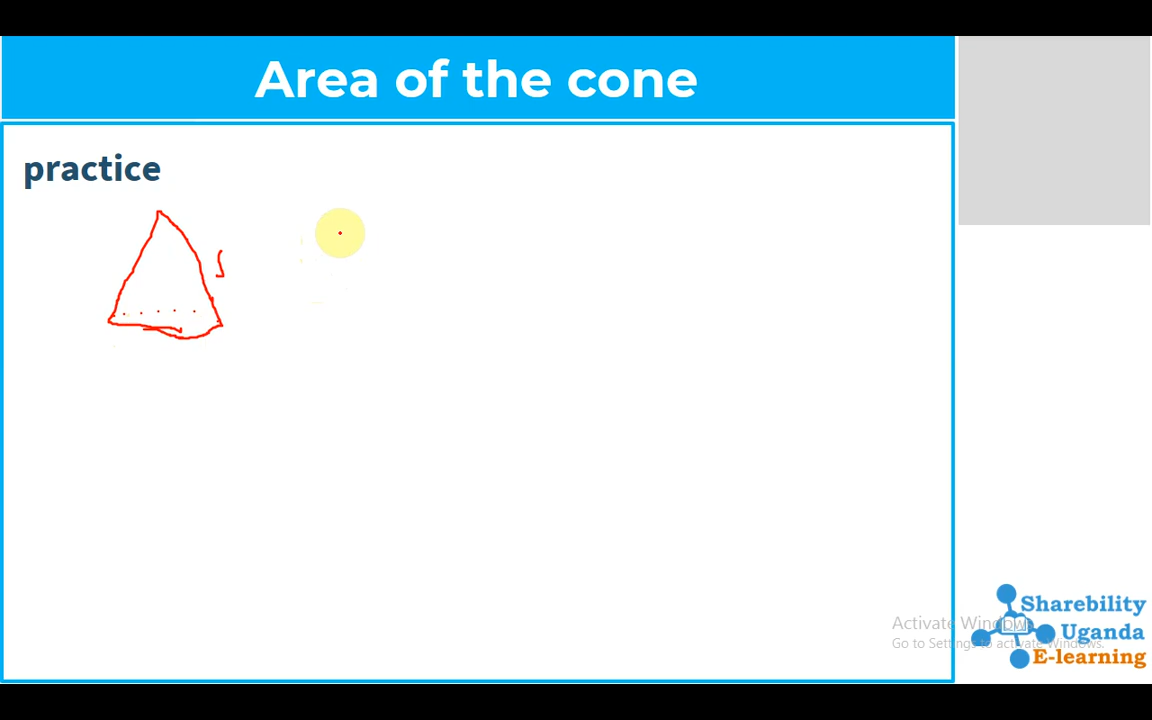 Area of the cone
practice
Activate Windows
Go to Settings to activate Windows.
Sharebility
Uganda
E-learning